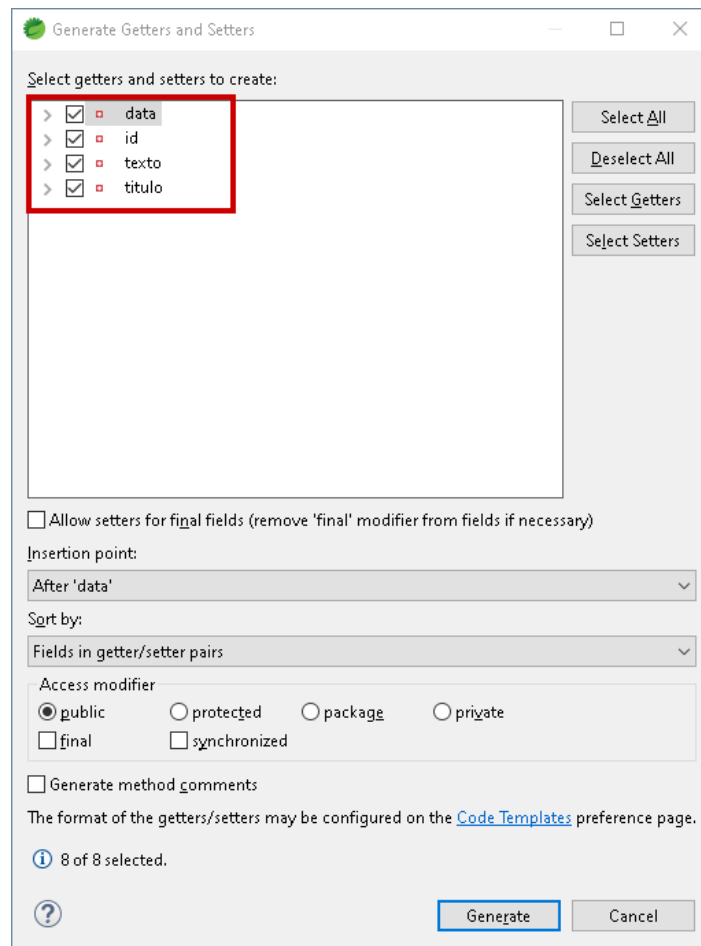 Generate Getters and Setters
Select getters and setters to create:
data
id
texto
titulo
Select All
Deselect All
Select Getters
Select Setters
Allow setters for final fields (remove 'final' modifier from fields if necessary)
Insertion point:
After 'data'
Sort by:
Fields in getter/setter pairs
Access modifier
public protected package private
final synchronized
Generate method comments
The format of the getters/setters may be configured on the Code Templates preference page.
8 of 8 selected.
Generate Cancel